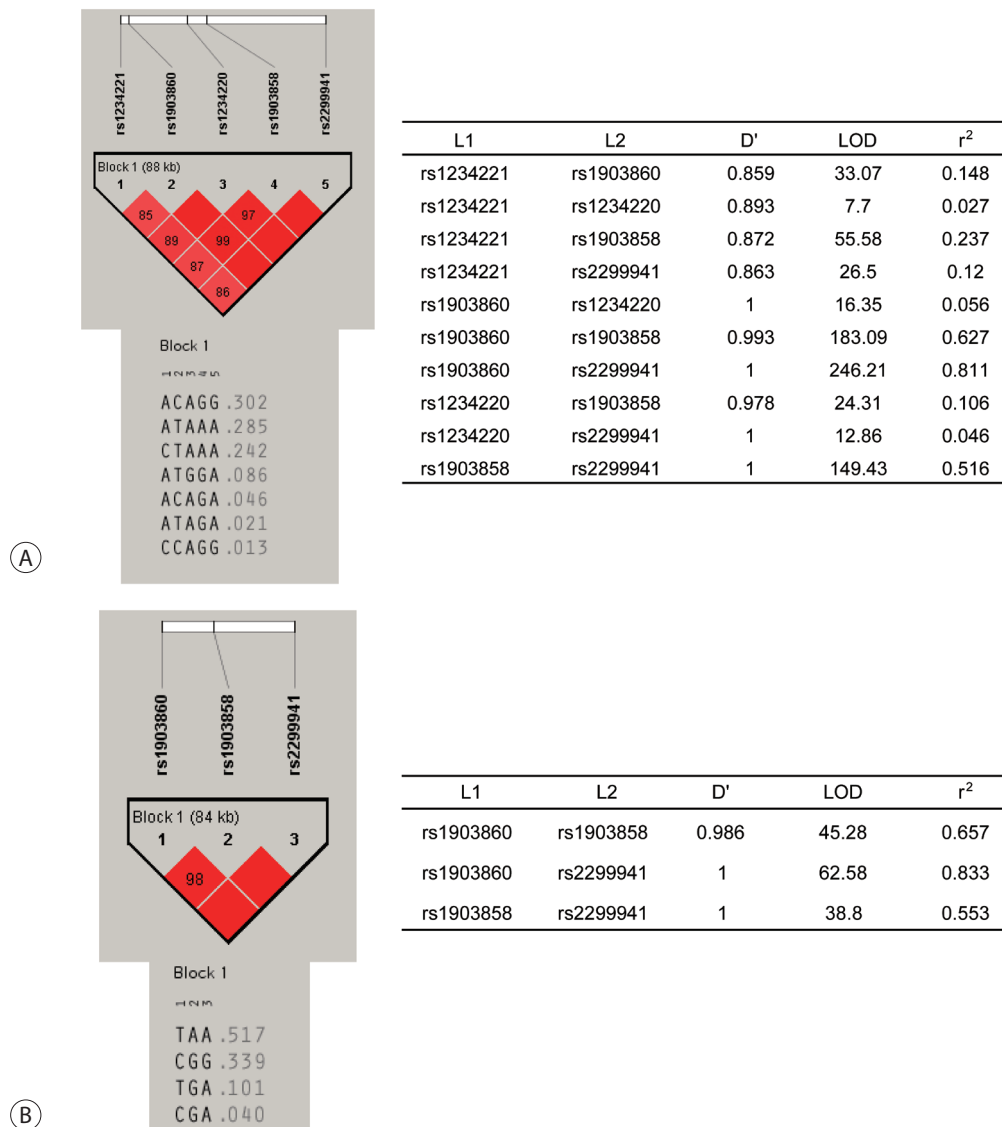 rs1234221
rs1903860
rs1234220
rs1903858
rs2299941
Block 1 (88 kb)
1 2 3 4 5
85 97
89 99
87
86
Block 1
1 2 3 4 5
ACAGG .302
ATAAA .285
CTAAA .242
ATGGA .086
ACAGA .046
ATAGA .021
CCAGG .013
L1 L2 D' LOD r²
rs1234221 rs1903860 0.859 33.07 0.148
rs1234221 rs1234220 0.893 7.7 0.027
rs1234221 rs1903858 0.872 55.58 0.237
rs1234221 rs2299941 0.863 26.5 0.12
rs1903860 rs1234220 1 16.35 0.056
rs1903860 rs1903858 0.993 183.09 0.627
rs1903860 rs2299941 1 246.21 0.811
rs1234220 rs1903858 0.978 24.31 0.106
rs1234220 rs2299941 1 12.86 0.046
rs1903858 rs2299941 1 149.43 0.516
A
rs1903860
rs1903858
rs2299941
Block 1 (84 kb)
1 2 3
98
Block 1
1 2 3
TAA .517
CGG .339
TGA .101
CGA .040
L1 L2 D' LOD r²
rs1903860 rs1903858 0.986 45.28 0.657
rs1903860 rs2299941 1 62.58 0.833
rs1903858 rs2299941 1 38.8 0.553
B